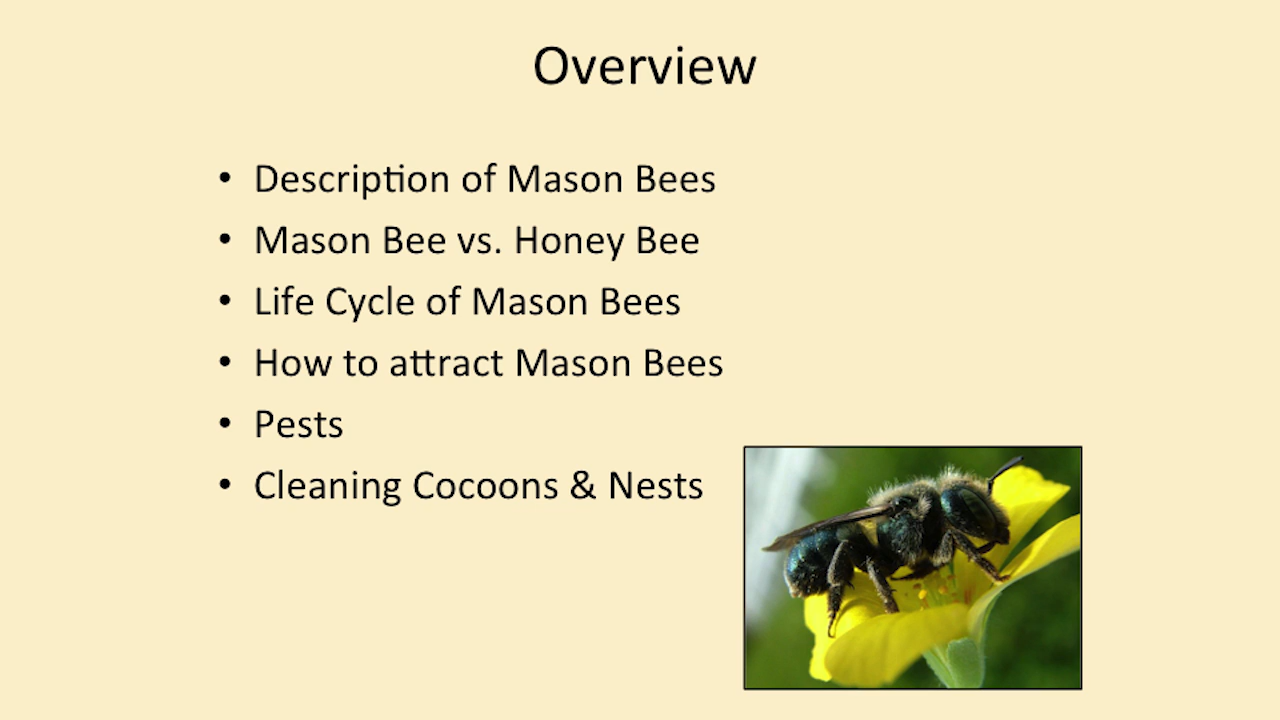 Overview
• Description of Mason Bees
• Mason Bee vs. Honey Bee
• Life Cycle of Mason Bees
• How to attract Mason Bees
• Pests
• Cleaning Cocoons & Nests